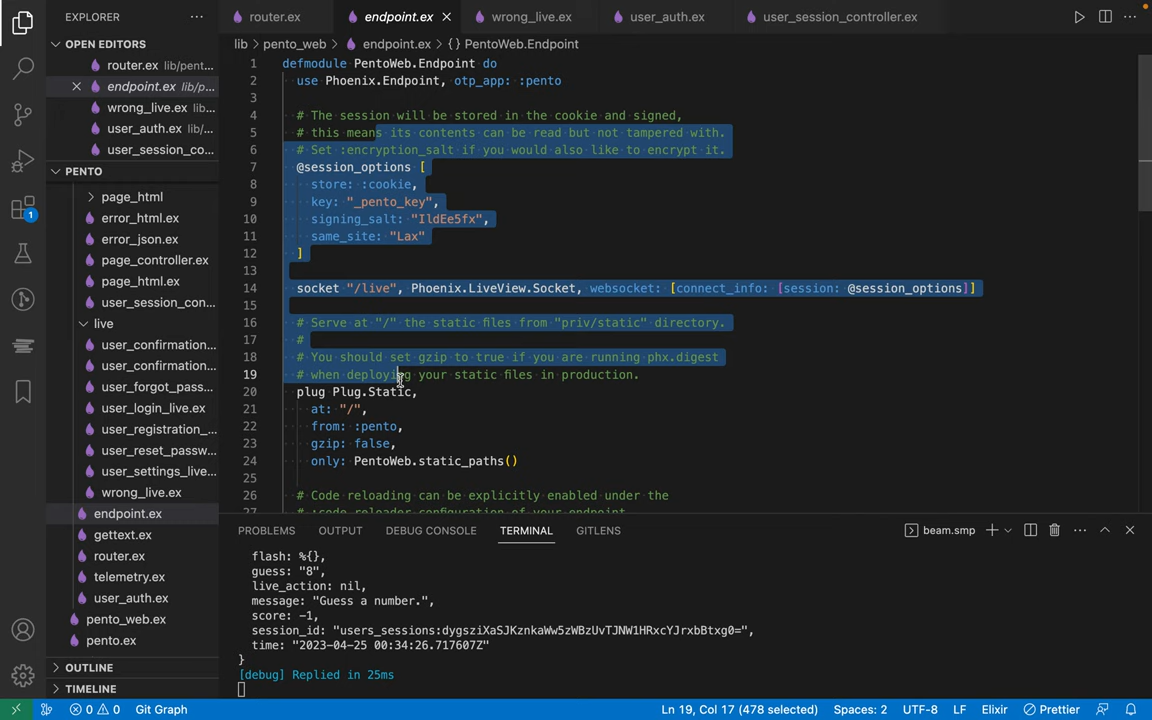 EXPLORER
router.ex
endpoint.ex
wrong_live.ex
user_auth.ex
user_session_controller.ex
OPEN EDITORS
router.ex lib/pent...
endpoint.ex lib/p...
wrong_live.ex lib...
user_auth.ex lib/...
user_session_co...
PENTO
page_html
error_html.ex
error_json.ex
page_controller.ex
page_html.ex
user_session_con...
live
user_confirmation...
user_confirmation...
user_forgot_pass...
user_login_live.ex
user_registration_...
user_reset_passw...
user_settings_live...
wrong_live.ex
endpoint.ex
gettext.ex
router.ex
telemetry.ex
user_auth.ex
pento_web.ex
pento.ex
OUTLINE
TIMELINE
1
lib > pento_web > endpoint.ex > {} PentoWeb.Endpoint
1 defmodule PentoWeb.Endpoint do
2 use Phoenix.Endpoint, otp_app: :pento
3
4 # The session will be stored in the cookie and signed,
5 # this means its contents can be read but not tampered with.
6 # Set :encryption_salt if you would also like to encrypt it.
7 @session_options [
8 store: :cookie,
9 key: "_pento_key",
10 signing_salt: "IldEe5fx",
11 same_site: "Lax"
12 ]
13
14 socket "/live", Phoenix.LiveView.Socket, websocket: [connect_info: [session: @session_options]]
15
16 # Serve at "/" the static files from "priv/static" directory.
17 #
18 # You should set gzip to true if you are running phx.digest
19 # when deploying your static files in production.
20 plug Plug.Static,
21 at: "/",
22 from: :pento,
23 gzip: false,
24 only: PentoWeb.static_paths()
25
26 # Code reloading can be explicitly enabled under the
27 # :code_reloader configuration of your endpoint.
PROBLEMS OUTPUT DEBUG CONSOLE TERMINAL GITLENS
beam.smp
flash: %{},
guess: "8",
live_action: nil,
message: "Guess a number.",
score: -1,
session_id: "users_sessions:dygsziXaSJKznkaWw5zWBzUvTJNW1HRxcYJrxbBtxg0=",
time: "2023-04-25 00:34:26.717607Z"
}
[debug] Replied in 25ms
0 0 Git Graph
Ln 19, Col 17 (478 selected) Spaces: 2 UTF-8 LF Elixir Prettier